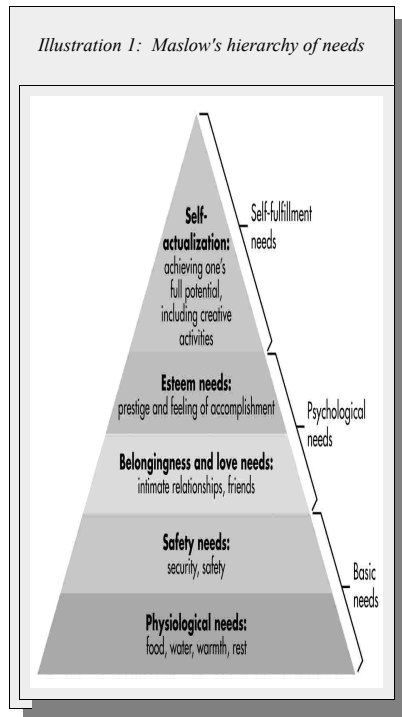 Illustration 1:  Maslow's hierarchy of needs
Self-
actualization:
achieving one's
full potential,
including creative
activities
Self-fulfillment
needs
Esteem needs:
prestige and feeling of accomplishment
Psychological
needs
Belongingness and love needs:
intimate relationships, friends
Safety needs:
security, safety
Basic
needs
Physiological needs:
food, water, warmth, rest